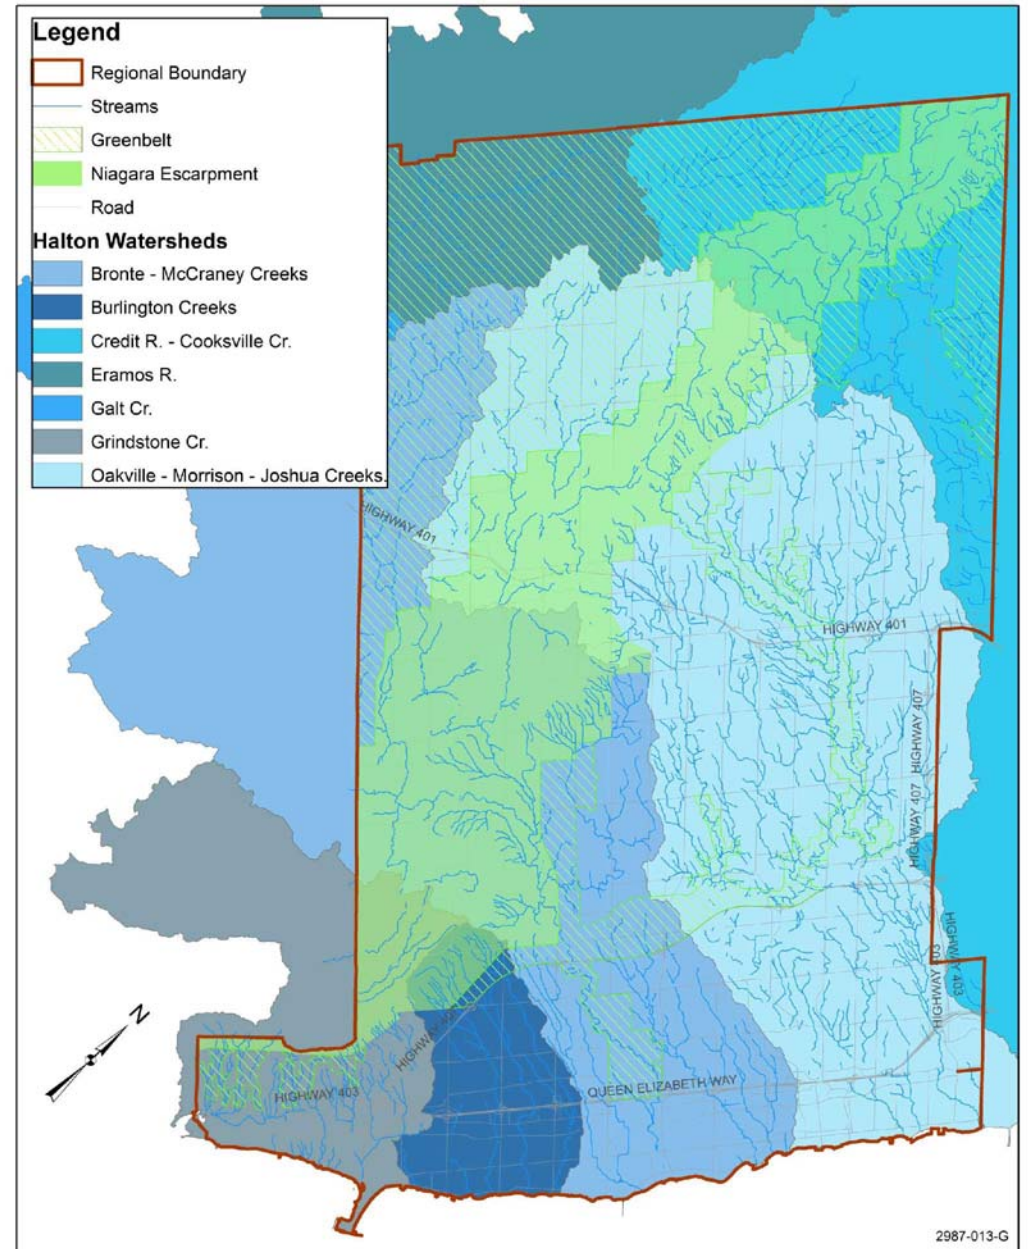 Legend
Regional Boundary
Streams
Greenbelt
Niagara Escarpment
Road
Halton Watersheds
Bronte - McCraney Creeks
Burlington Creeks
Credit R. - Cooksville Cr.
Eramos R.
Galt Cr.
Grindstone Cr.
Oakville - Morrison - Joshua Creeks
HIGHWAY 401
HIGHWAY 401
HIGHWAY 407
HIGHWAY 407
HIGHWAY 403
HIGHWAY 403
N
HIGHWAY
QUEEN ELIZABETH WAY
HIGHWAY 403
2987-013-G